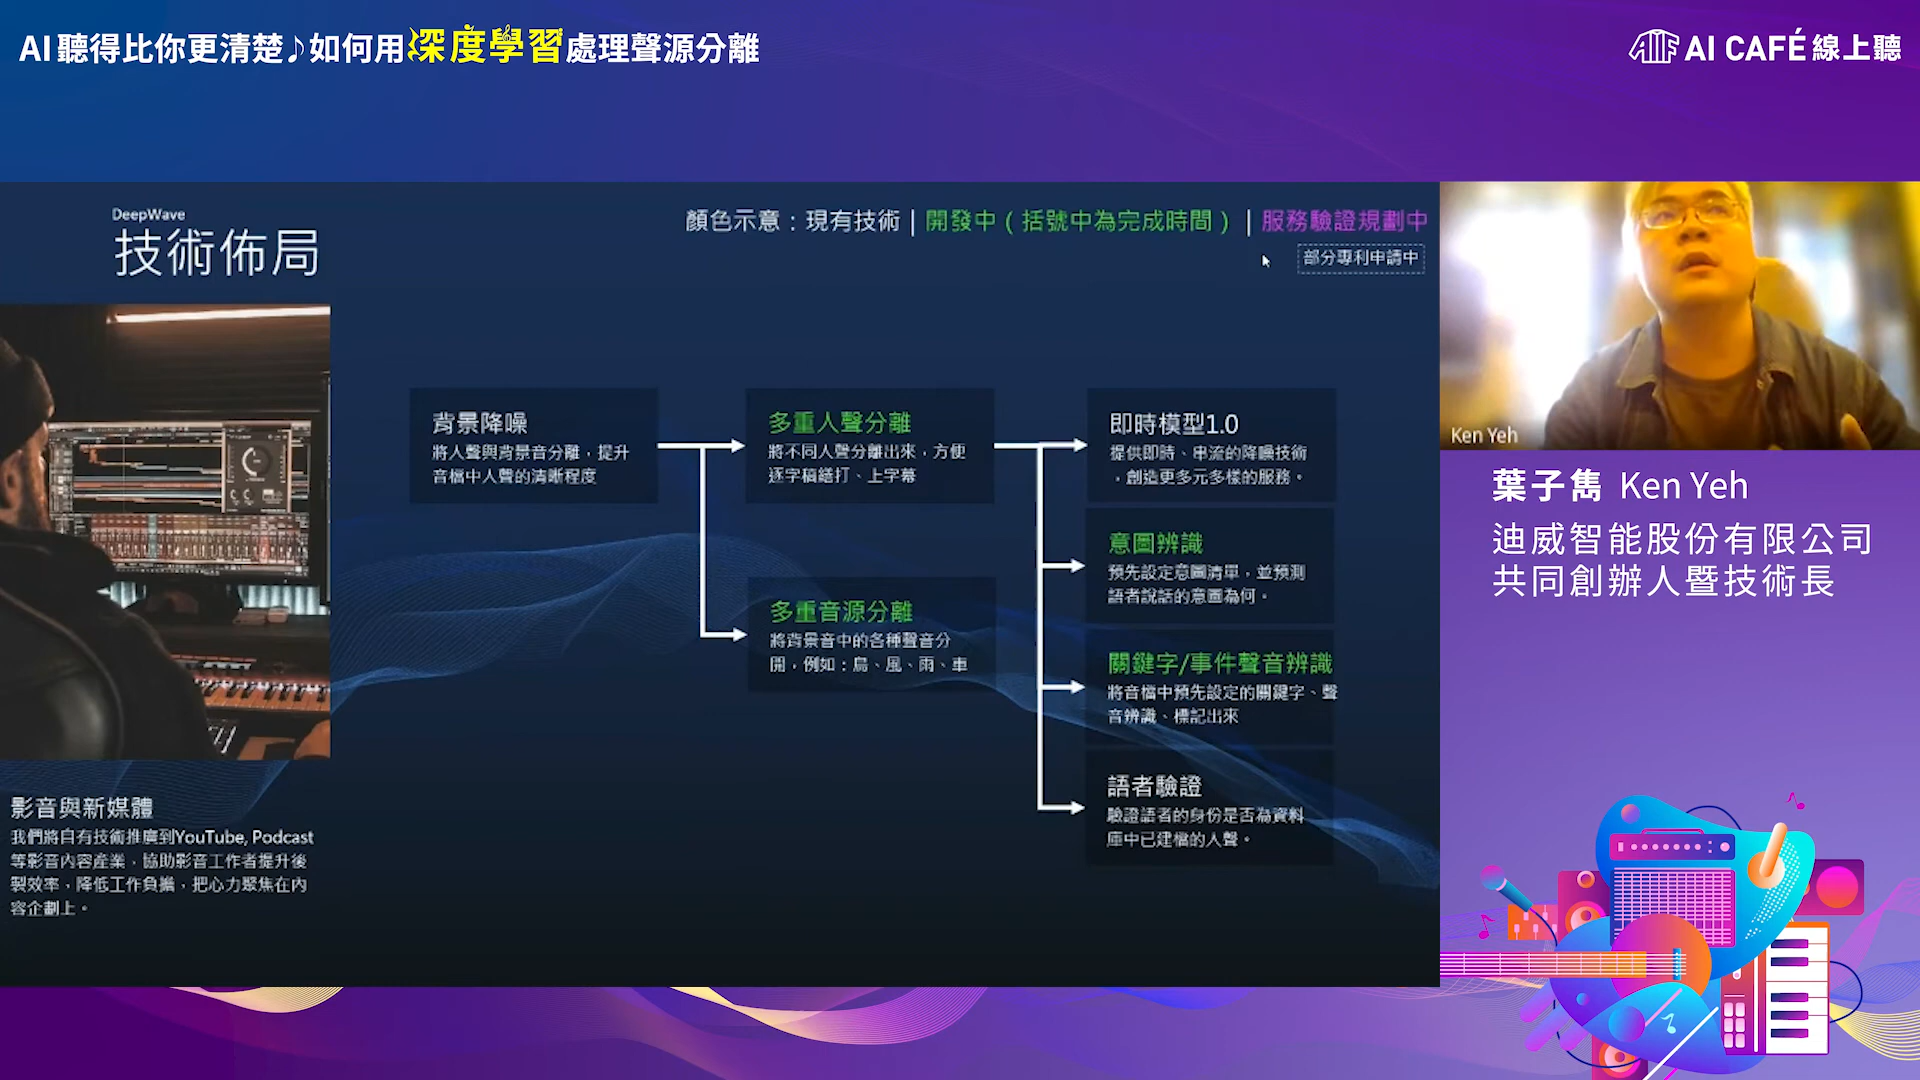 AI聽得比你更清楚♪如何用深度學習處理聲源分離
AIF AI CAFÉ 線上聽
DeepWave
技術佈局
顏色示意：現有技術 | 開發中（括號中為完成時間） | 服務驗證規劃中
部分專利申請中
背景降噪
將人聲與背景音分離，提升
音檔中人聲的清晰程度
多重人聲分離
將不同人聲分離出來，方便
逐字稿繕打、上字幕
多重音源分離
將背景音中的各種聲音分
開，例如：鳥、風、雨、車
即時模型1.0
提供即時、串流的降噪技術
，創造更多元多樣的服務。
意圖辨識
預先設定意圖清單，並預測
語者說話的意圖為何。
關鍵字/事件聲音辨識
將音檔中預先設定的關鍵字、聲
音辨識、標記出來
語者驗證
驗證語者的身份是否為資料
庫中已建檔的人聲。
影音與新媒體
我們將自有技術推廣到YouTube, Podcast
等影音內容產業，協助影音工作者提升後
製效率，降低工作負擔，把心力聚焦在內
容企劃上。
Ken Yeh
葉子雋 Ken Yeh
迪威智能股份有限公司
共同創辦人暨技術長